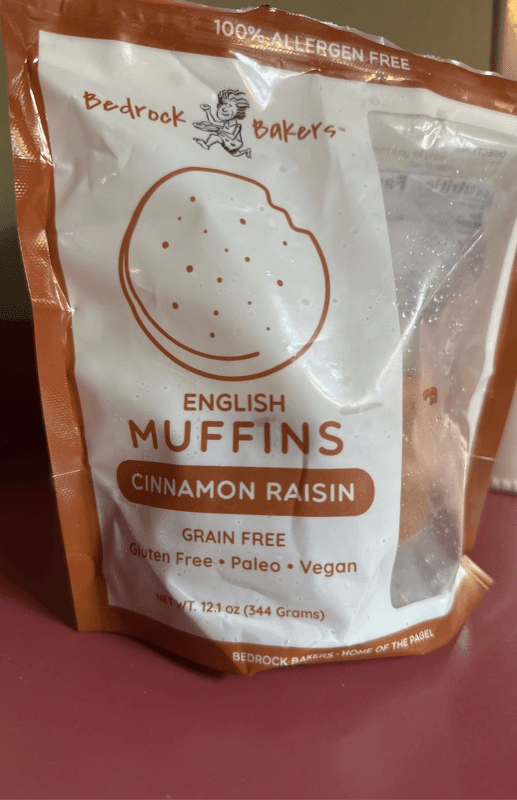 100% ALLERGEN FREE
Bedrock Bakers™
ENGLISH
MUFFINS
CINNAMON RAISIN
GRAIN FREE
Gluten Free • Paleo • Vegan
NET WT. 12.1 oz (344 Grams)
BEDROCK BAKERS · HOME OF THE PAGEL